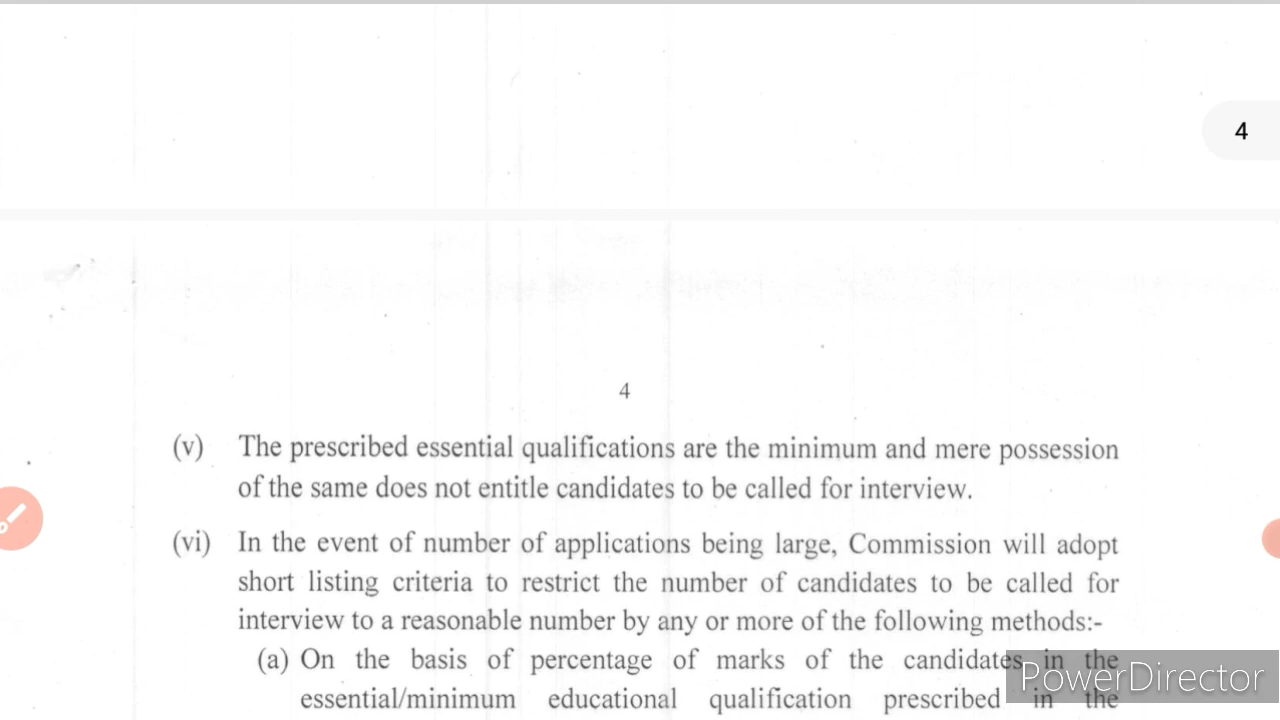 4
4
(v) The prescribed essential qualifications are the minimum and mere possession
of the same does not entitle candidates to be called for interview.
(vi) In the event of number of applications being large, Commission will adopt
short listing criteria to restrict the number of candidates to be called for
interview to a reasonable number by any or more of the following methods:-
(a) On the basis of percentage of marks of the candidates in the
essential/minimum educational qualification prescribed in the
PowerDirector